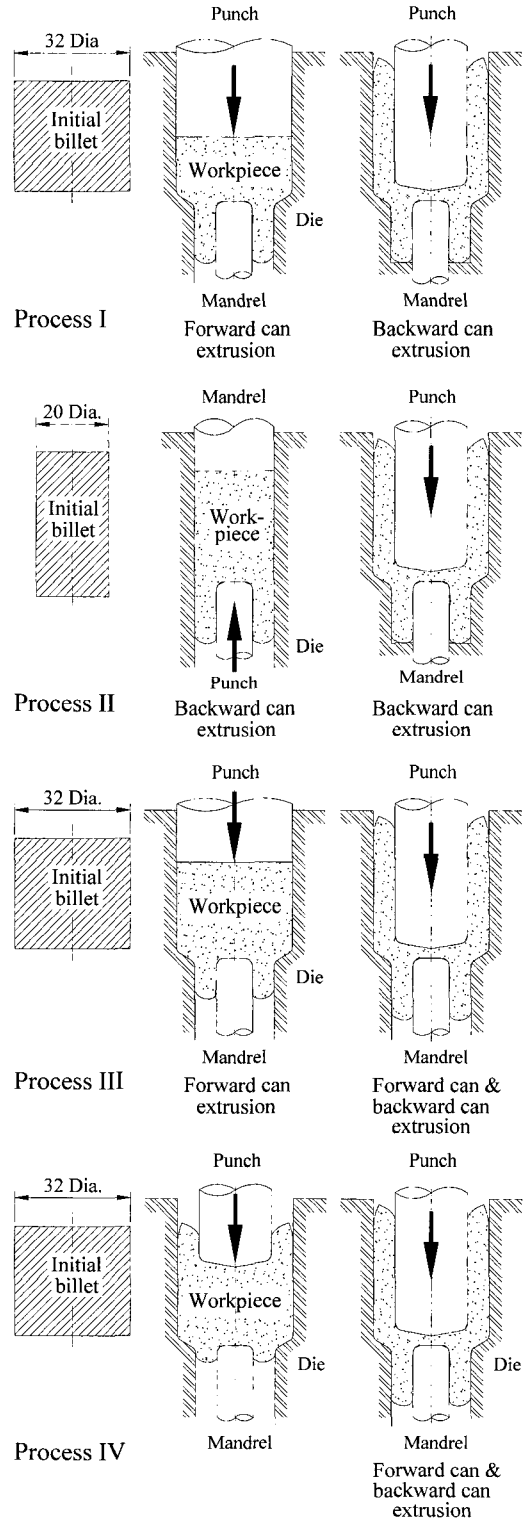 32 Dia
Initial
billet
Process I
Punch
Workpiece
Die
Mandrel
Forward can
extrusion
Punch
Mandrel
Backward can
extrusion
20 Dia.
Initial
billet
Process II
Mandrel
Work-
piece
Die
Punch
Backward can
extrusion
Punch
Mandrel
Backward can
extrusion
32 Dia.
Initial
billet
Process III
Punch
Workpiece
Die
Mandrel
Forward can
extrusion
Punch
Mandrel
Forward can &
backward can
extrusion
32 Dia.
Initial
billet
Process IV
Punch
Workpiece
Die
Mandrel
Punch
Die
Mandrel
Forward can &
backward can
extrusion